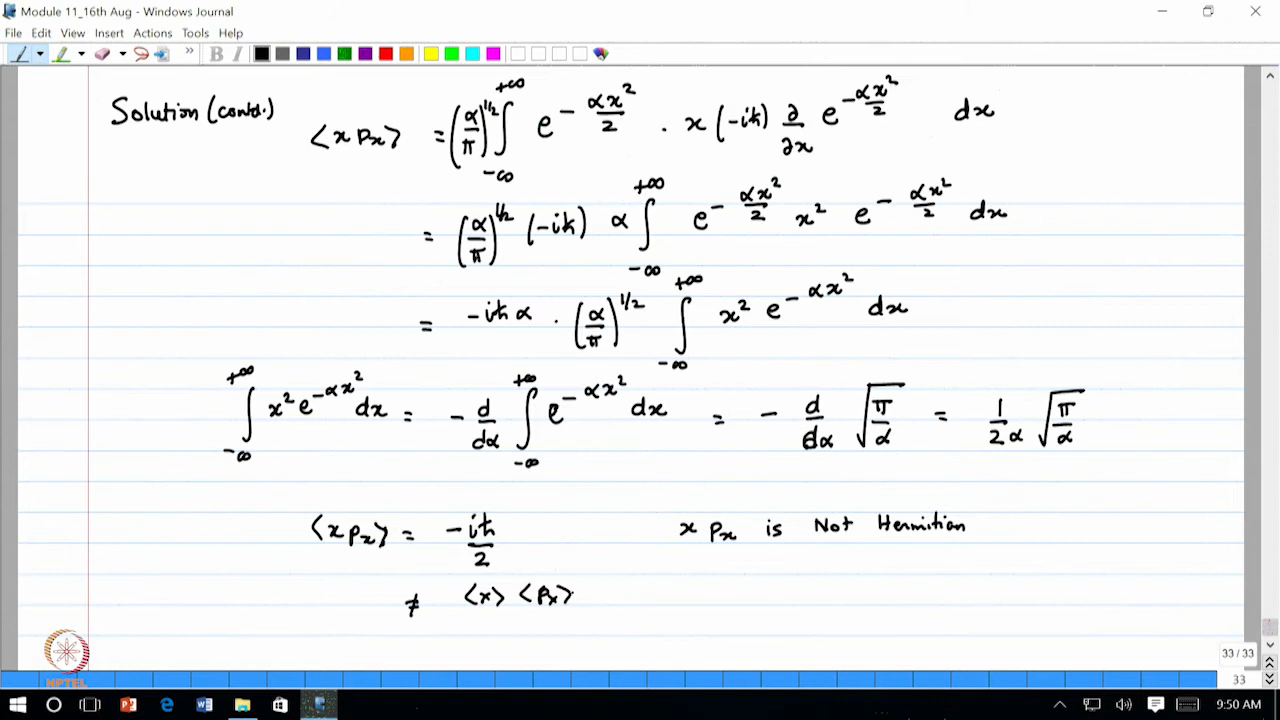 Module 11_16th Aug - Windows Journal
File Edit View Insert Actions Tools Help
Solution (contd.)
⟨x pₓ⟩ = (α/π)^1/2 ∫_{-∞}^{+∞} e^{-αx²/2} . x (-iħ) ∂/∂x e^{-αx²/2} dx
= (α/π)^1/2 (-iħ) α ∫_{-∞}^{+∞} e^{-αx²/2} x² e^{-αx²/2} dx
= -iħα . (α/π)^1/2 ∫_{-∞}^{+∞} x² e^{-αx²} dx
∫_{-∞}^{+∞} x² e^{-αx²} dx = - d/dα ∫_{-∞}^{+∞} e^{-αx²} dx = - d/dα √(π/α) = 1/2α √(π/α)
⟨x pₓ⟩ = -iħ/2 x pₓ is Not Hermitian
≠ ⟨x⟩ ⟨pₓ⟩
NPTEL
33 / 33
33
9:50 AM